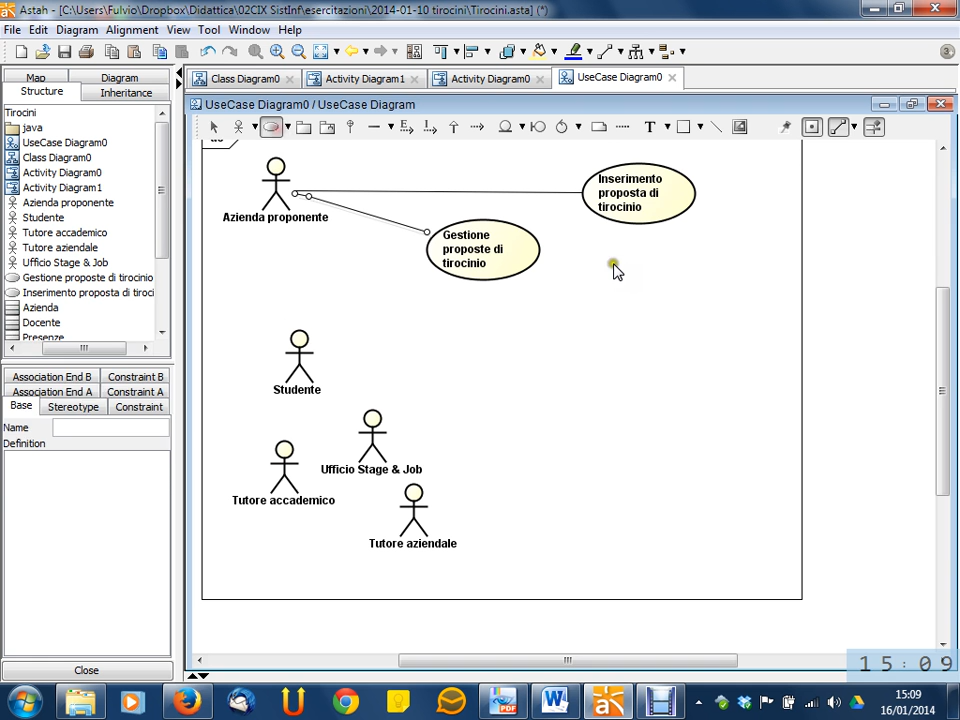 Astah - [C:\Users\Fulvio\Dropbox\Didattica\02CIX SistInf\esercitazioni\2014-01-10 tirocini\Tirocini.asta] (*)
File Edit Diagram Alignment View Tool Window Help
3
Map Diagram
Structure Inheritance
Class Diagram0 Activity Diagram1 Activity Diagram0 UseCase Diagram0
UseCase Diagram0 / UseCase Diagram
Tirocini
java
UseCase Diagram0
Class Diagram0
Activity Diagram0
Activity Diagram1
Azienda proponente
Studente
Tutore accademico
Tutore aziendale
Ufficio Stage & Job
Gestione proposte di tirocinio
Inserimento proposta di tiroci
Azienda
Docente
Presenze
Association End B Constraint B
Association End A Constraint A
Base Stereotype Constraint
Name
Definition
Close
T
Azienda proponente
Inserimento
proposta di
tirocinio
Gestione
proposte di
tirocinio
Studente
Ufficio Stage & Job
Tutore accademico
Tutore aziendale
15:09
15:09
16/01/2014